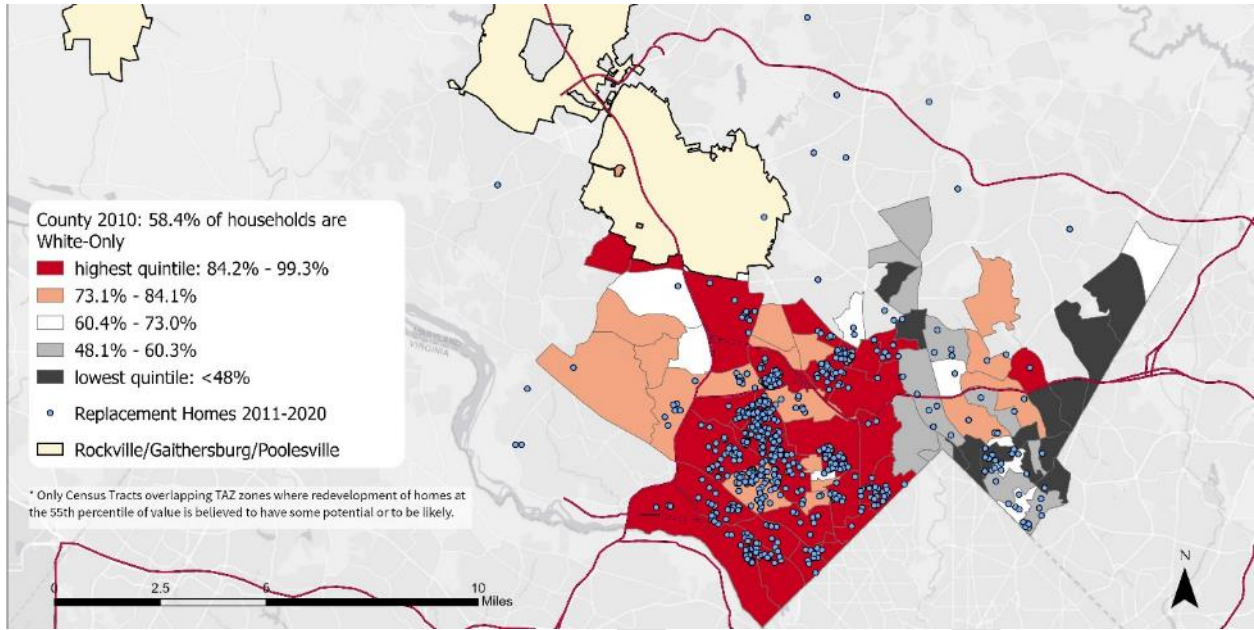 County 2010: 58.4% of households are
White-Only
highest quintile: 84.2% - 99.3%
73.1% - 84.1%
60.4% - 73.0%
48.1% - 60.3%
lowest quintile: <48%
Replacement Homes 2011-2020
Rockville/Gaithersburg/Poolesville
* Only Census Tracts overlapping TAZ zones where redevelopment of homes at
the 55th percentile of value is believed to have some potential or to be likely.
MARYLAND
VIRGINIA
N
0 2.5 5 10
Miles